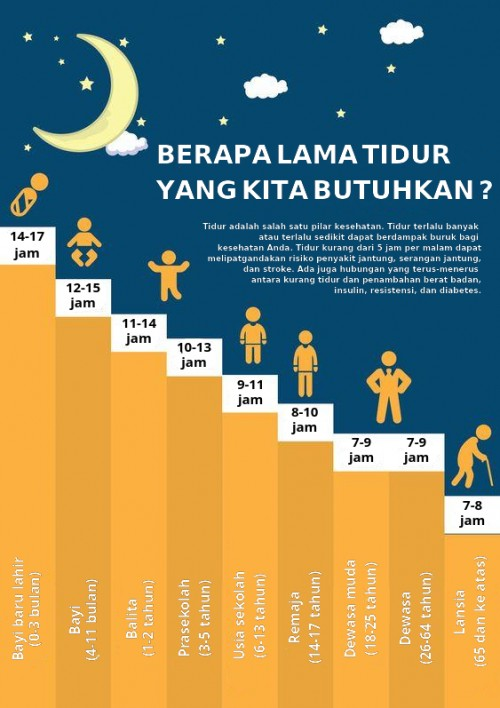 BERAPA LAMA TIDUR
YANG KITA BUTUHKAN ?
Tidur adalah salah satu pilar kesehatan. Tidur terlalu banyak
atau terlalu sedikit dapat berdampak buruk bagi
kesehatan Anda. Tidur kurang dari 5 jam per malam dapat
melipatgandakan risiko penyakit jantung, serangan jantung,
dan stroke. Ada juga hubungan yang terus-menerus
antara kurang tidur dan penambahan berat badan,
insulin, resistensi, dan diabetes.
14-17
jam
12-15
jam
11-14
jam
10-13
jam
9-11
jam
8-10
jam
7-9
jam
7-9
jam
7-8
jam
Bayi baru lahir
(0-3 bulan)
Bayi
(4-11 bulan)
Balita
(1-2 tahun)
Prasekolah
(3-5 tahun)
Usia sekolah
(6-13 tahun)
Remaja
(14-17 tahun)
Dewasa muda
(18-25 tahun)
Dewasa
(26-64 tahun)
Lansia
(65 dan ke atas)